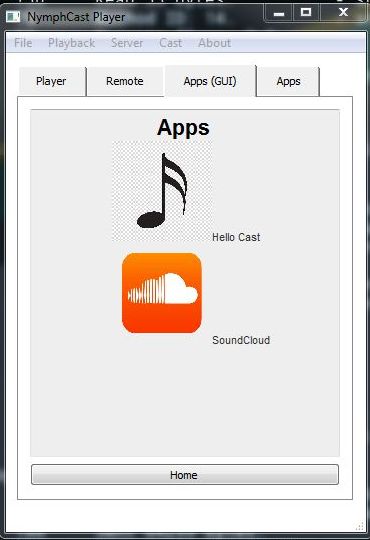 NymphCast Player
File Playback Server Cast About
Player Remote Apps (GUI) Apps
Apps
Hello Cast
SoundCloud
Home